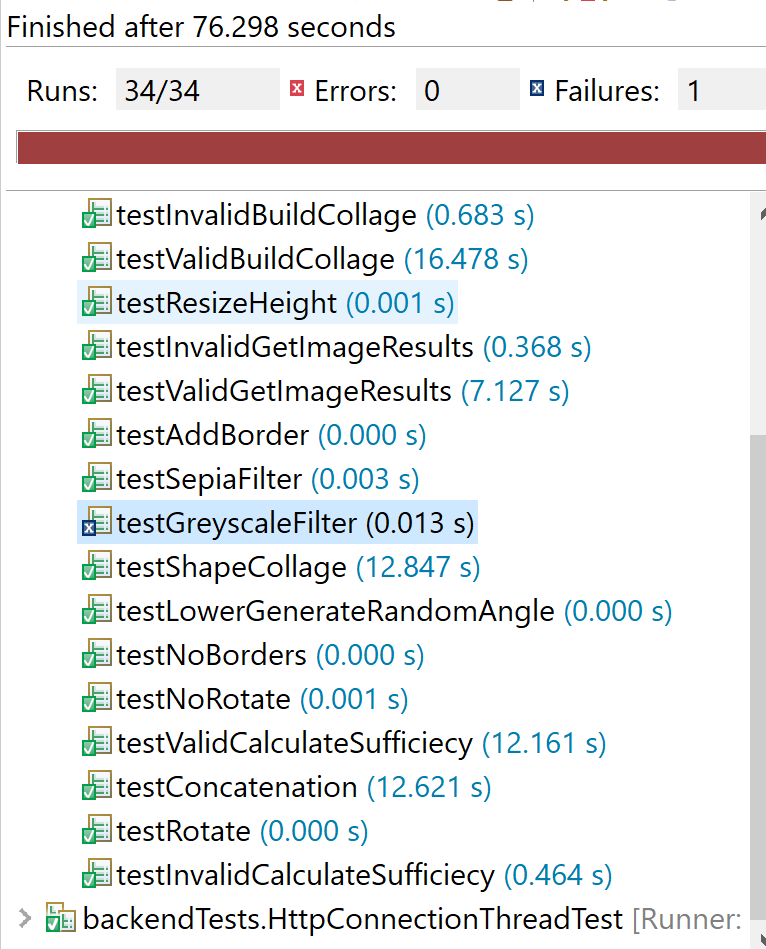 Finished after 76.298 seconds
Runs: 34/34 Errors: 0 Failures: 1
testInvalidBuildCollage (0.683 s)
testValidBuildCollage (16.478 s)
testResizeHeight (0.001 s)
testInvalidGetImageResults (0.368 s)
testValidGetImageResults (7.127 s)
testAddBorder (0.000 s)
testSepiaFilter (0.003 s)
testGreyscaleFilter (0.013 s)
testShapeCollage (12.847 s)
testLowerGenerateRandomAngle (0.000 s)
testNoBorders (0.000 s)
testNoRotate (0.001 s)
testValidCalculateSufficiecy (12.161 s)
testConcatenation (12.621 s)
testRotate (0.000 s)
testInvalidCalculateSufficiecy (0.464 s)
backendTests.HttpConnectionThreadTest [Runner: